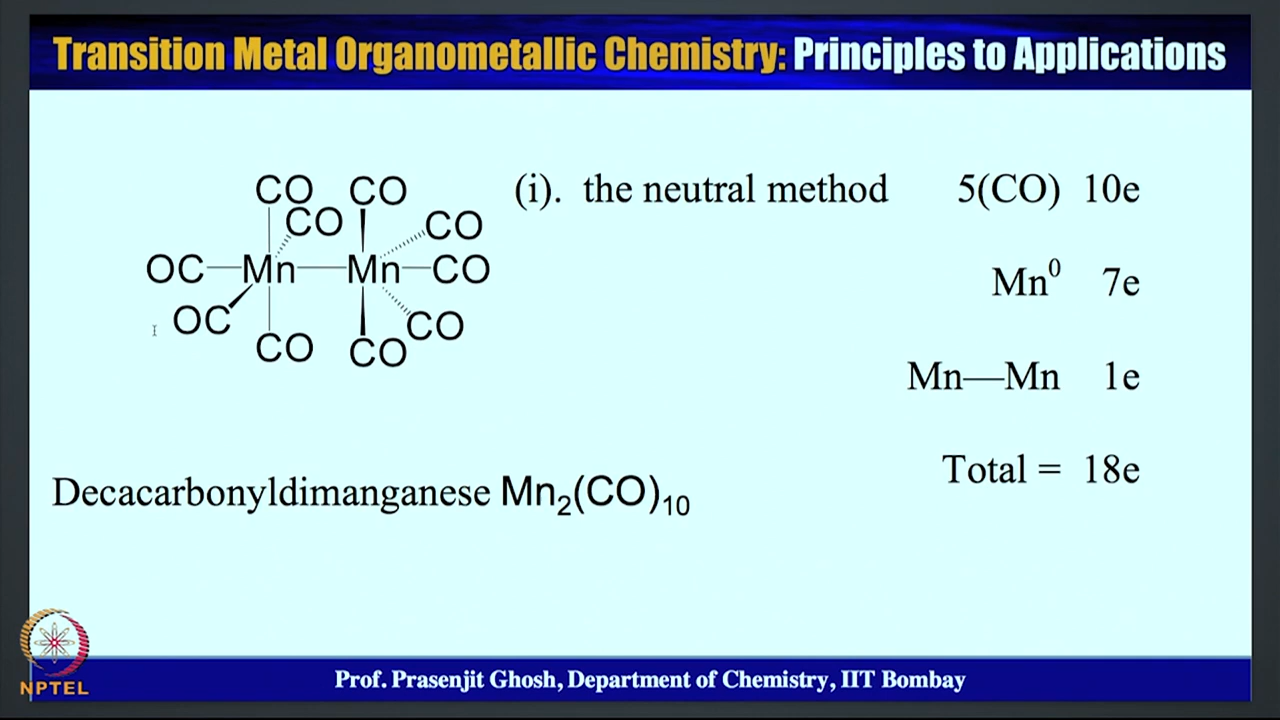 Transition Metal Organometallic Chemistry: Principles to Applications
CO CO
CO CO
OC—Mn—Mn—CO
OC CO
CO CO
(i). the neutral method 5(CO) 10e
Mn⁰ 7e
Mn—Mn 1e
Total = 18e
Decacarbonyldimanganese Mn₂(CO)₁₀
NPTEL
Prof. Prasenjit Ghosh, Department of Chemistry, IIT Bombay